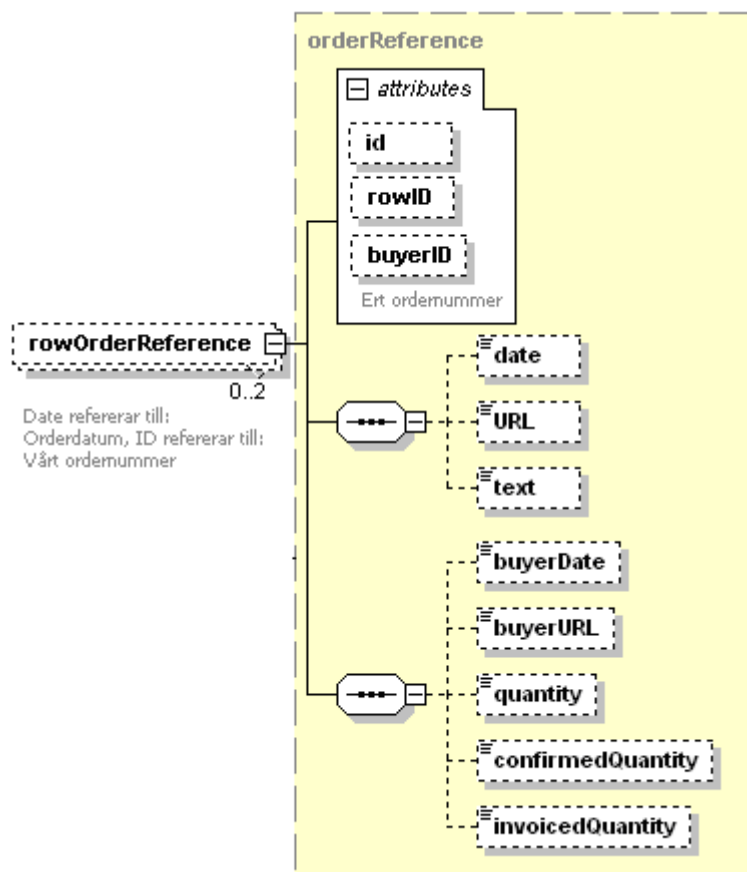 orderReference
attributes
id
rowID
buyerID
Ert ordernummer
rowOrderReference
0..2
Date refererar till:
Orderdatum, ID refererar till:
Vårt ordernummer
date
URL
text
buyerDate
buyerURL
quantity
confirmedQuantity
invoicedQuantity